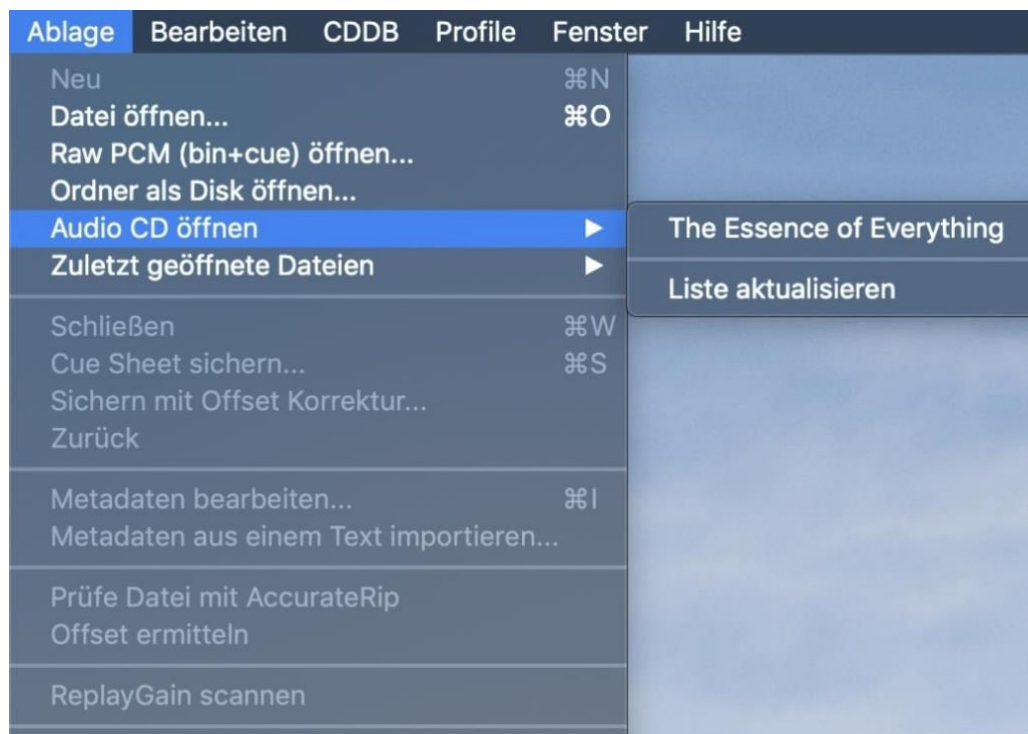 Ablage Bearbeiten CDDB Profile Fenster Hilfe
Neu ⌘N
Datei öffnen... ⌘O
Raw PCM (bin+cue) öffnen...
Ordner als Disk öffnen...
Audio CD öffnen ▶
The Essence of Everything
Zuletzt geöffnete Dateien ▶
Liste aktualisieren
Schließen ⌘W
Cue Sheet sichern... ⌘S
Sichern mit Offset Korrektur...
Zurück
Metadaten bearbeiten... ⌘I
Metadaten aus einem Text importieren...
Prüfe Datei mit AccurateRip
Offset ermitteln
ReplayGain scannen